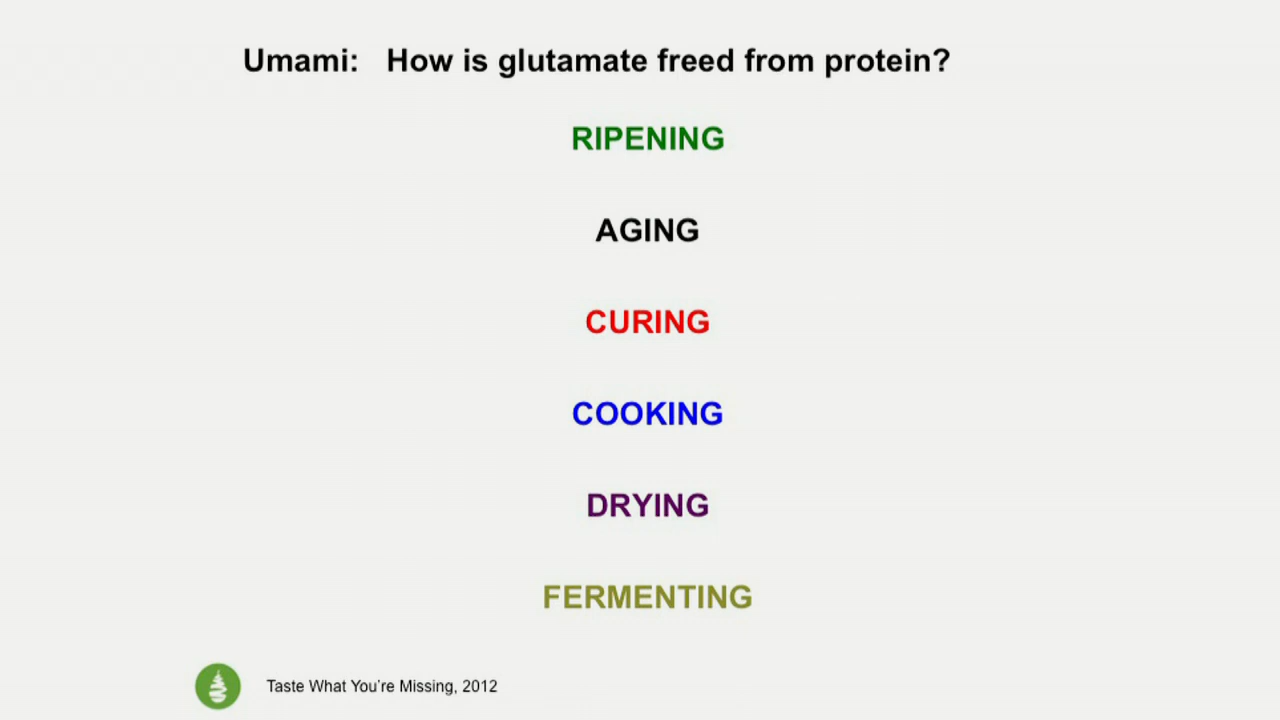 Umami: How is glutamate freed from protein?
RIPENING
AGING
CURING
COOKING
DRYING
FERMENTING
Taste What You're Missing, 2012